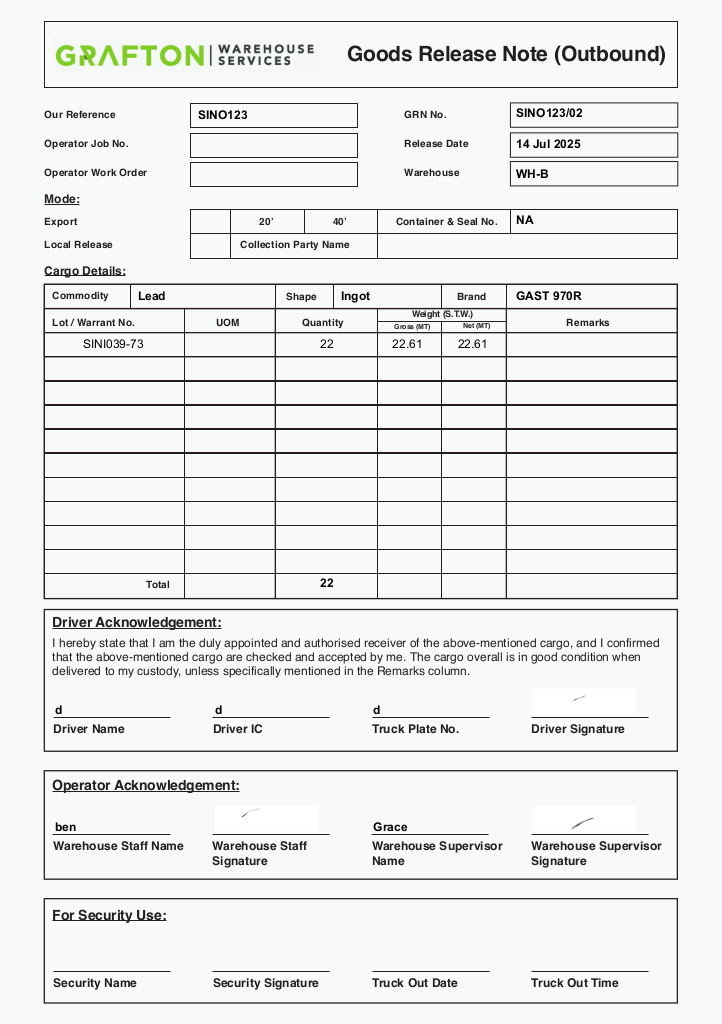 GRAFTON WAREHOUSE SERVICES
Goods Release Note (Outbound)
Our Reference SINO123 GRN No. SINO123/02
Operator Job No. Release Date 14 Jul 2025
Operator Work Order Warehouse WH-B
Mode:
Export 20' 40' Container & Seal No. NA
Local Release Collection Party Name
Cargo Details:
Commodity Lead Shape Ingot Brand GAST 970R
Lot / Warrant No. UOM Quantity Weight (S.T.W.) Gross (MT) Net (MT) Remarks
SINI039-73 22 22.61 22.61
Total 22
Driver Acknowledgement:
I hereby state that I am the duly appointed and authorised receiver of the above-mentioned cargo, and I confirmed
that the above-mentioned cargo are checked and accepted by me. The cargo overall is in good condition when
delivered to my custody, unless specifically mentioned in the Remarks column.
d d d
Driver Name Driver IC Truck Plate No. Driver Signature
Operator Acknowledgement:
ben Grace
Warehouse Staff Name Warehouse Staff Signature Warehouse Supervisor Name Warehouse Supervisor Signature
For Security Use:
Security Name Security Signature Truck Out Date Truck Out Time